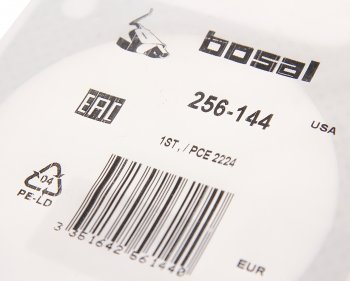 bosal
EAC
256-144
USA
1ST, / PCE 2224
04
PE-LD
3 361642 561440
EUR